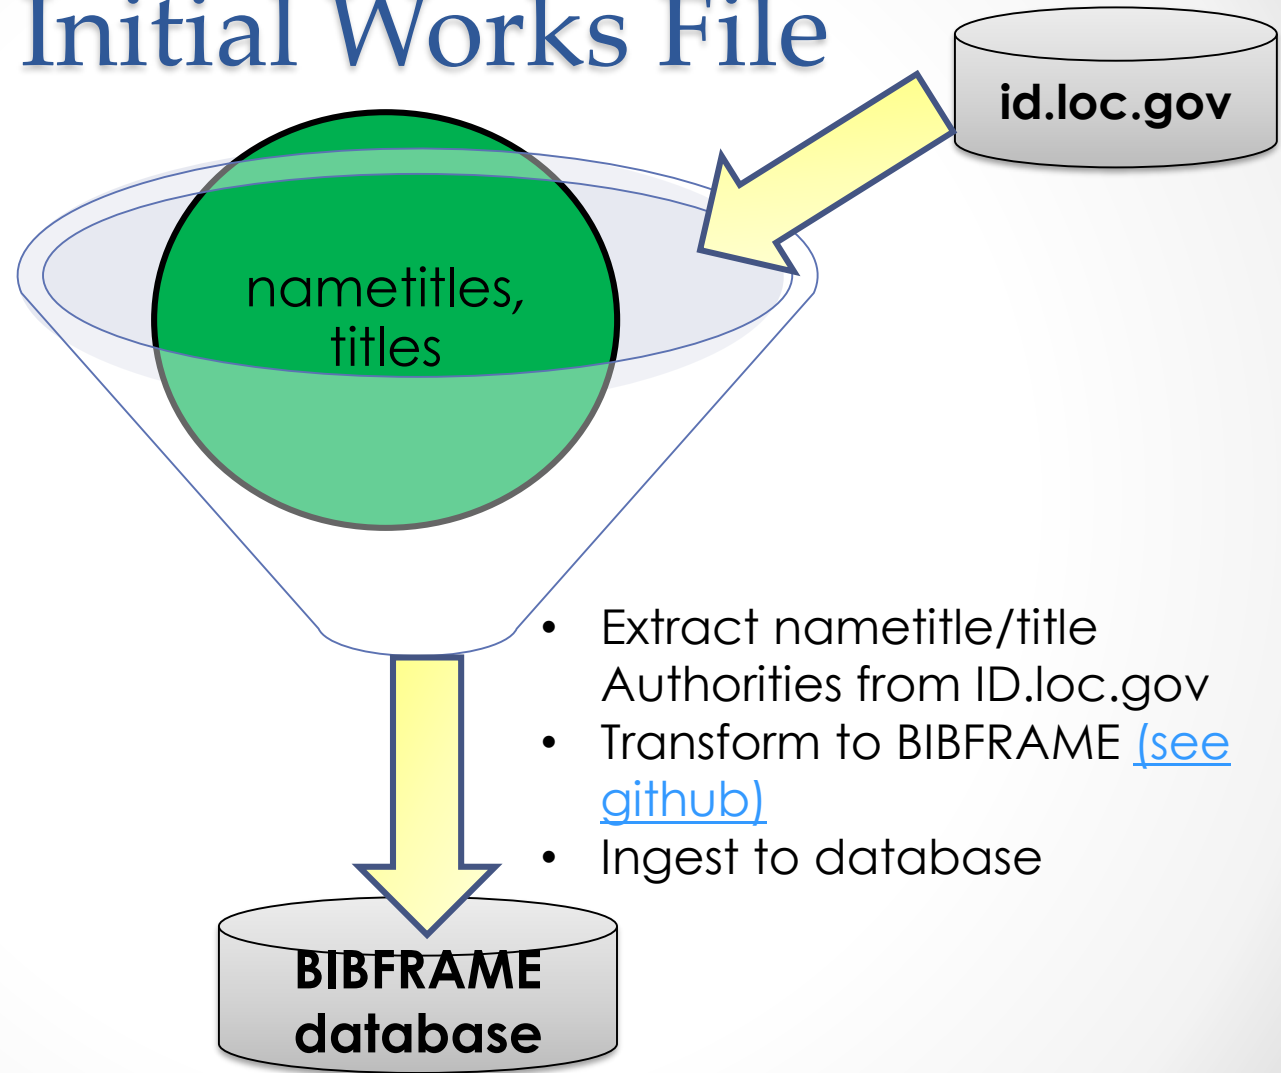 Initial Works File
id.loc.gov
nametitles,
titles
• Extract nametitle/title
Authorities from ID.loc.gov
• Transform to BIBFRAME (see
github)
• Ingest to database
BIBFRAME
database